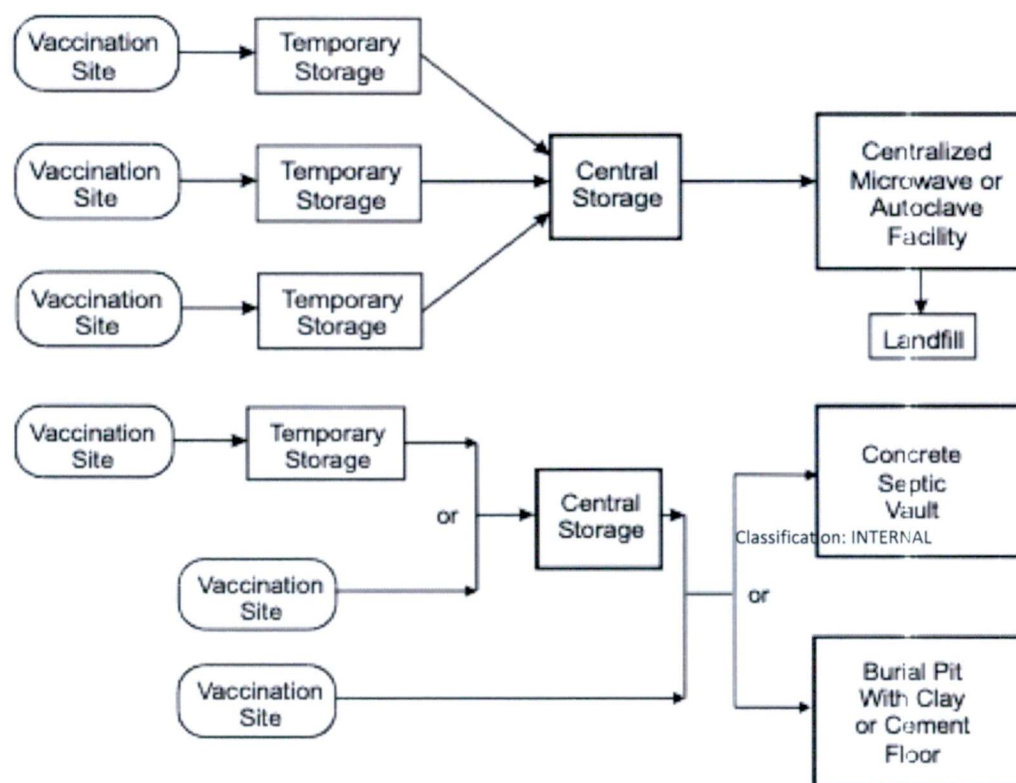 Vaccination
Site
Temporary
Storage
Vaccination
Site
Temporary
Storage
Central
Storage
Centralized
Microwave or
Autoclave
Facility
Vaccination
Site
Temporary
Storage
Landfill
Vaccination
Site
Temporary
Storage
or
Central
Storage
Concrete
Septic
Vault
Classification: INTERNAL
Vaccination
Site
or
Vaccination
Site
Burial Pit
With Clay
or Cement
Floor